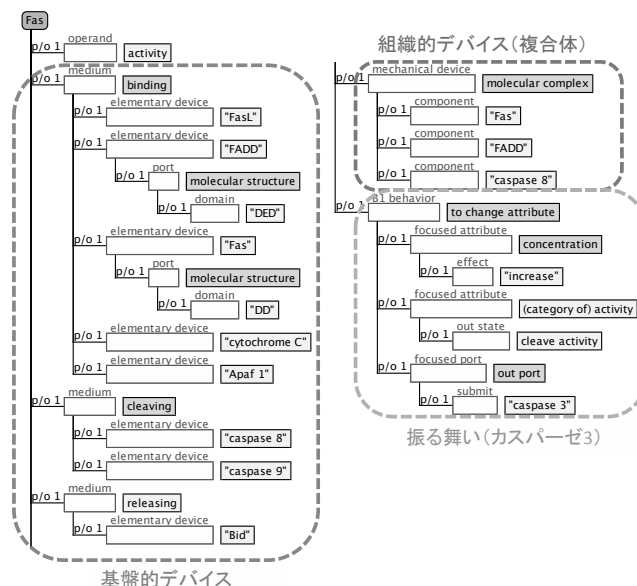 Fas
operand
p/o 1 activity
medium
p/o 1 binding
elementary device
p/o 1 "FasL"
elementary device
p/o 1 "FADD"
port
p/o 1 molecular structure
domain
p/o 1 "DED"
elementary device
p/o 1 "Fas"
port
p/o 1 molecular structure
domain
p/o 1 "DD"
elementary device
p/o 1 "cytochrome C"
elementary device
p/o 1 "Apaf 1"
medium
p/o 1 cleaving
elementary device
p/o 1 "caspase 8"
elementary device
p/o 1 "caspase 9"
medium
p/o 1 releasing
elementary device
p/o 1 "Bid"
基盤的デバイス
組織的デバイス(複合体)
mechanical device
p/o 1 molecular complex
component
p/o 1 "Fas"
component
p/o 1 "FADD"
component
p/o 1 "caspase 8"
B1 behavior
p/o 1 to change attribute
focused attribute
p/o 1 concentration
effect
p/o 1 "increase"
focused attribute
p/o 1 (category of) activity
out state
p/o 1 cleave activity
focused port
p/o 1 out port
submit
p/o 1 "caspase 3"
振る舞い(カスパーゼ3)